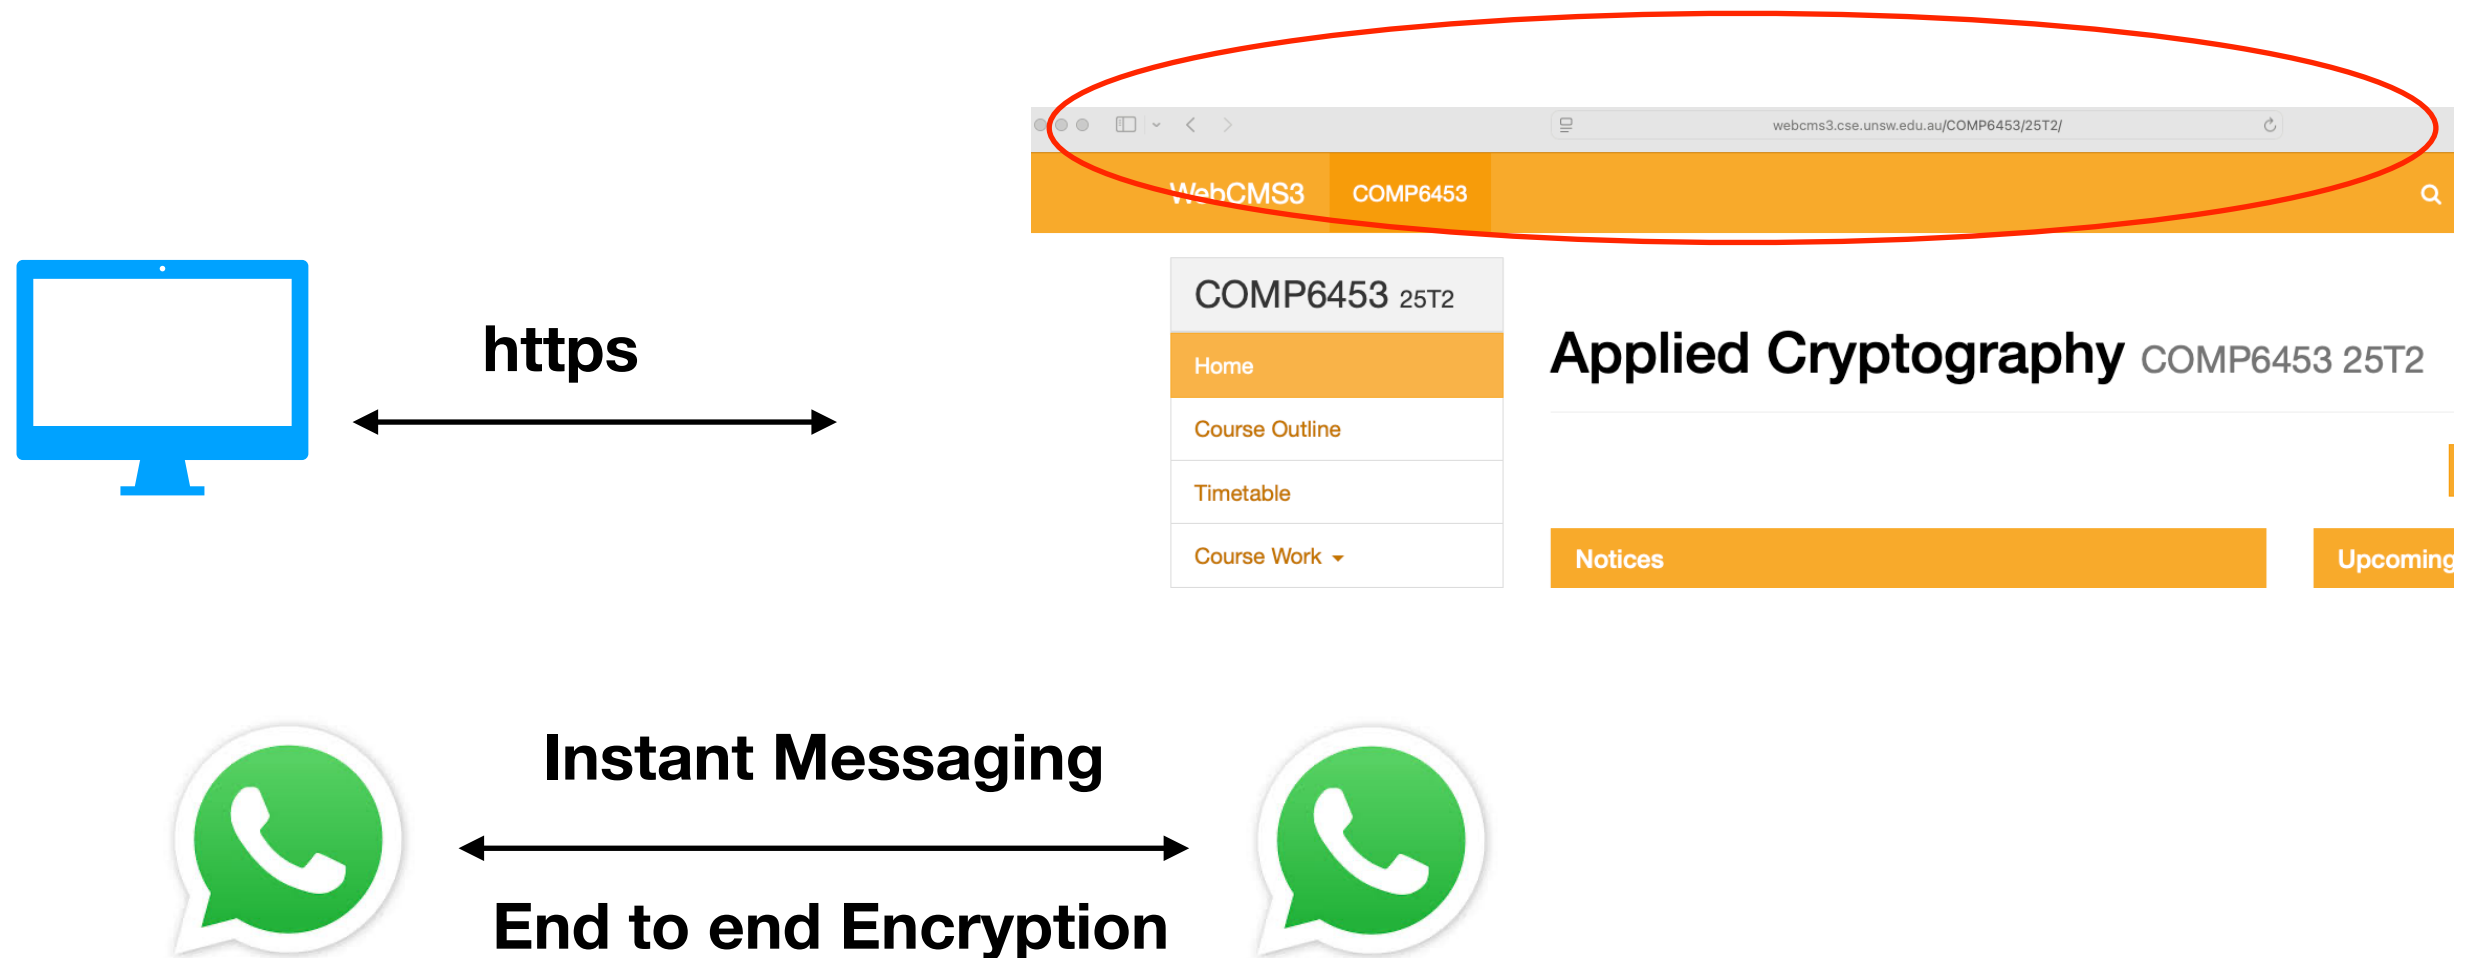 webcms3.cse.unsw.edu.au/COMP6453/25T2/
WebCMS3 COMP6453
COMP6453 25T2
Home
Course Outline
Timetable
Course Work
https
Applied Cryptography COMP6453 25T2
Notices
Upcoming
Instant Messaging
End to end Encryption